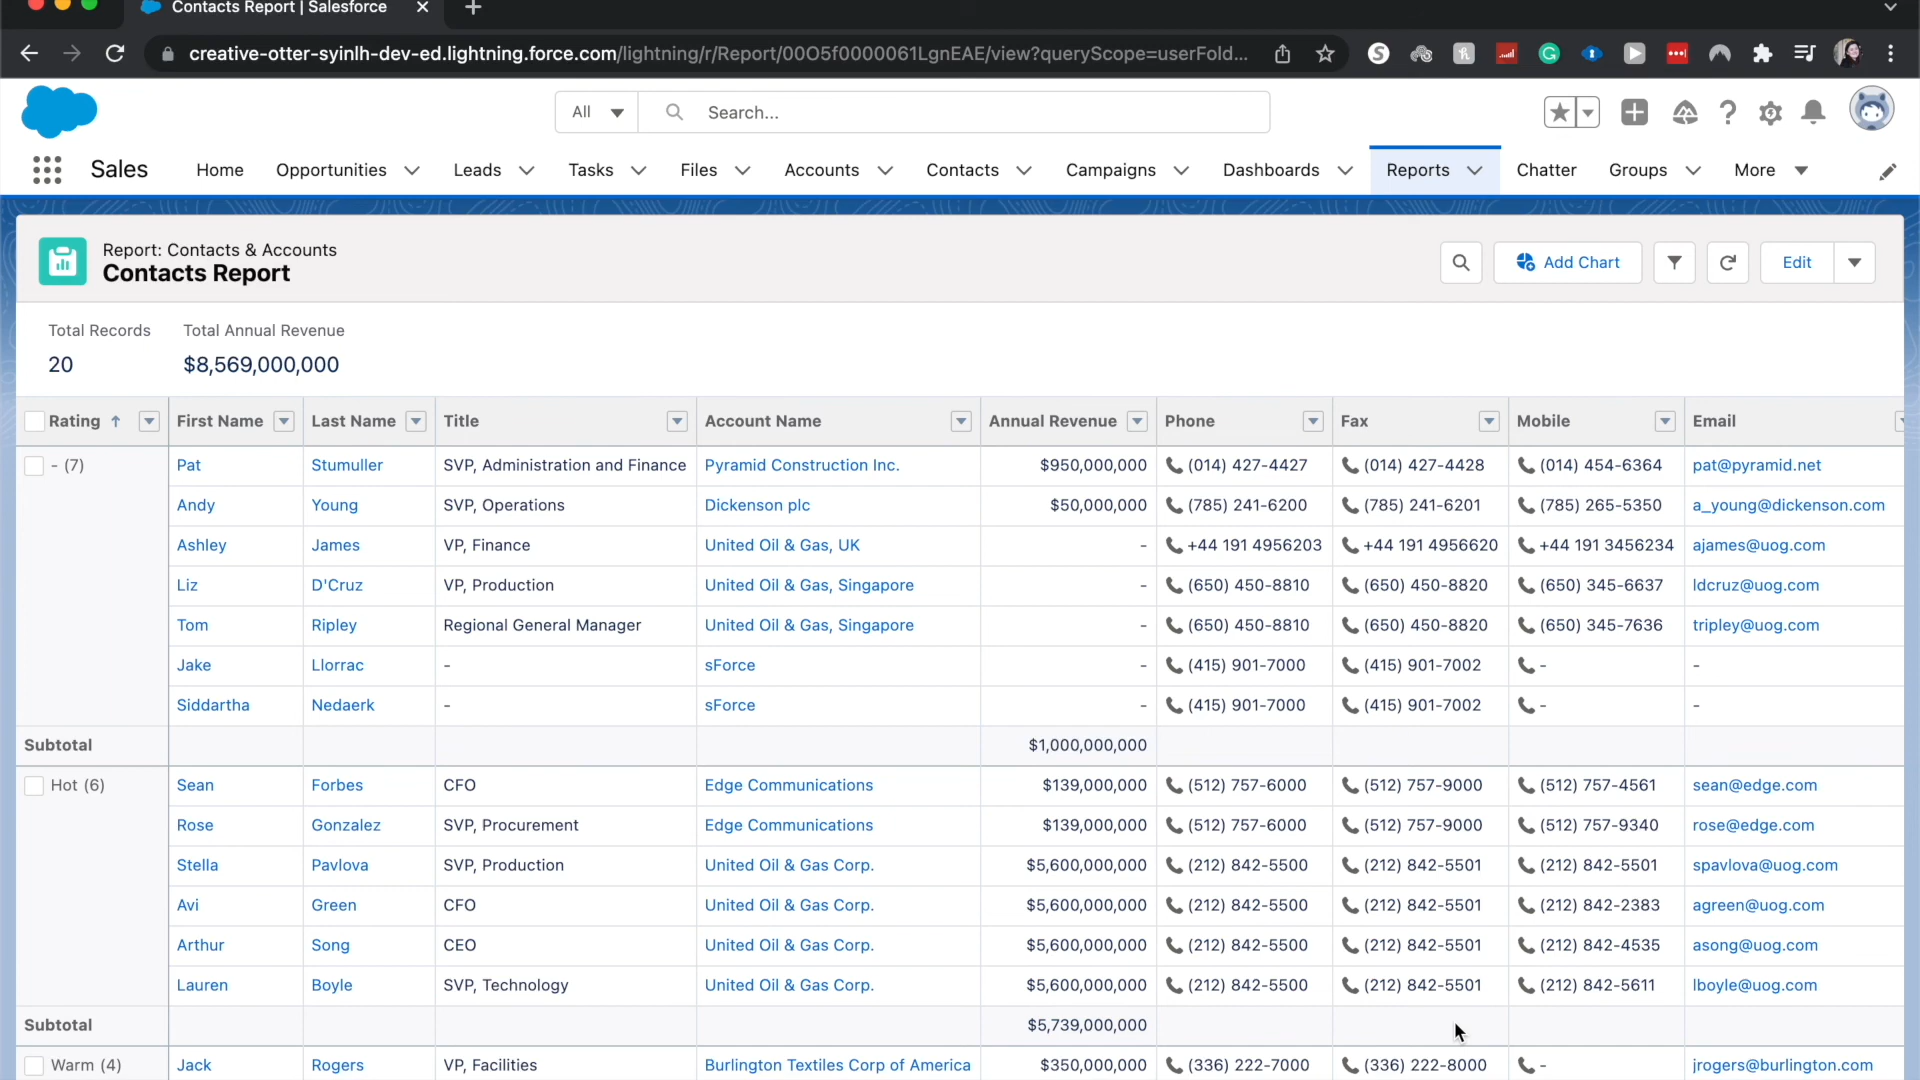 Contacts Report | Salesforce
creative-otter-syinlh-dev-ed.lightning.force.com/lightning/r/Report/00O5f0000061LgnEAE/view?queryScope=userFold...
All Search...
Sales Home Opportunities Leads Tasks Files Accounts Contacts Campaigns Dashboards Reports Chatter Groups More
Report: Contacts & Accounts
Contacts Report
Add Chart Edit
Total Records Total Annual Revenue
20 $8,569,000,000
Rating ↑ First Name Last Name Title Account Name Annual Revenue Phone Fax Mobile Email
- (7) Pat Stumuller SVP, Administration and Finance Pyramid Construction Inc. $950,000,000 (014) 427-4427 (014) 427-4428 (014) 454-6364 pat@pyramid.net
Andy Young SVP, Operations Dickenson plc $50,000,000 (785) 241-6200 (785) 241-6201 (785) 265-5350 a_young@dickenson.com
Ashley James VP, Finance United Oil & Gas, UK - +44 191 4956203 +44 191 4956620 +44 191 3456234 ajames@uog.com
Liz D'Cruz VP, Production United Oil & Gas, Singapore - (650) 450-8810 (650) 450-8820 (650) 345-6637 ldcruz@uog.com
Tom Ripley Regional General Manager United Oil & Gas, Singapore - (650) 450-8810 (650) 450-8820 (650) 345-7636 tripley@uog.com
Jake Llorrac - sForce - (415) 901-7000 (415) 901-7002 - -
Siddartha Nedaerk - sForce - (415) 901-7000 (415) 901-7002 - -
Subtotal $1,000,000,000
Hot (6) Sean Forbes CFO Edge Communications $139,000,000 (512) 757-6000 (512) 757-9000 (512) 757-4561 sean@edge.com
Rose Gonzalez SVP, Procurement Edge Communications $139,000,000 (512) 757-6000 (512) 757-9000 (512) 757-9340 rose@edge.com
Stella Pavlova SVP, Production United Oil & Gas Corp. $5,600,000,000 (212) 842-5500 (212) 842-5501 (212) 842-5501 spavlova@uog.com
Avi Green CFO United Oil & Gas Corp. $5,600,000,000 (212) 842-5500 (212) 842-5501 (212) 842-2383 agreen@uog.com
Arthur Song CEO United Oil & Gas Corp. $5,600,000,000 (212) 842-5500 (212) 842-5501 (212) 842-4535 asong@uog.com
Lauren Boyle SVP, Technology United Oil & Gas Corp. $5,600,000,000 (212) 842-5500 (212) 842-5501 (212) 842-5611 lboyle@uog.com
Subtotal $5,739,000,000
Warm (4) Jack Rogers VP, Facilities Burlington Textiles Corp of America $350,000,000 (336) 222-7000 (336) 222-8000 - jrogers@burlington.com